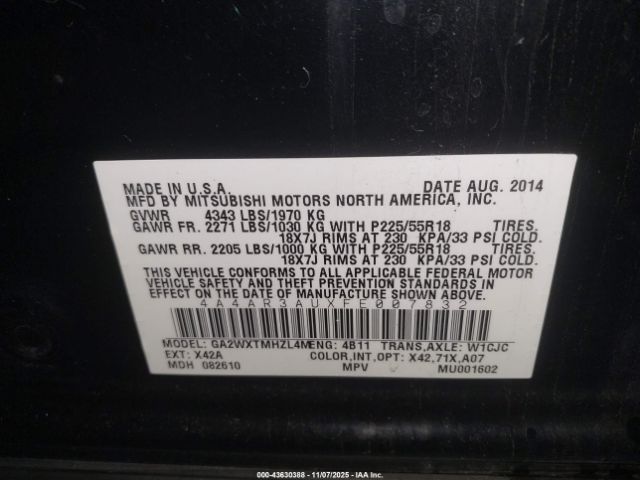 MADE IN U.S.A. DATE AUG. 2014
MFD BY MITSUBISHI MOTORS NORTH AMERICA, INC.
GVWR 4343 LBS/1970 KG
GAWR FR. 2271 LBS/1030 KG WITH P225/55R18 TIRES,
18X7J RIMS AT 230 KPA/33 PSI COLD.
GAWR RR. 2205 LBS/1000 KG WITH P225/55R18 TIRES,
18X7J RIMS AT 230 KPA/33 PSI COLD.
THIS VEHICLE CONFORMS TO ALL APPLICABLE FEDERAL MOTOR
VEHICLE SAFETY AND THEFT PREVENTION STANDARDS IN
EFFECT ON THE DATE OF MANUFACTURE SHOWN ABOVE.
4A4AR3AUXFE007832
MODEL: GA2WXTMHZL4M ENG: 4B11 TRANS,AXLE: W1CJC
EXT: X42A COLOR,INT,OPT: X42,71X,A07
MDH 082610 MPV MU001602
000-43630388 - 11/07/2025 - IAA Inc.